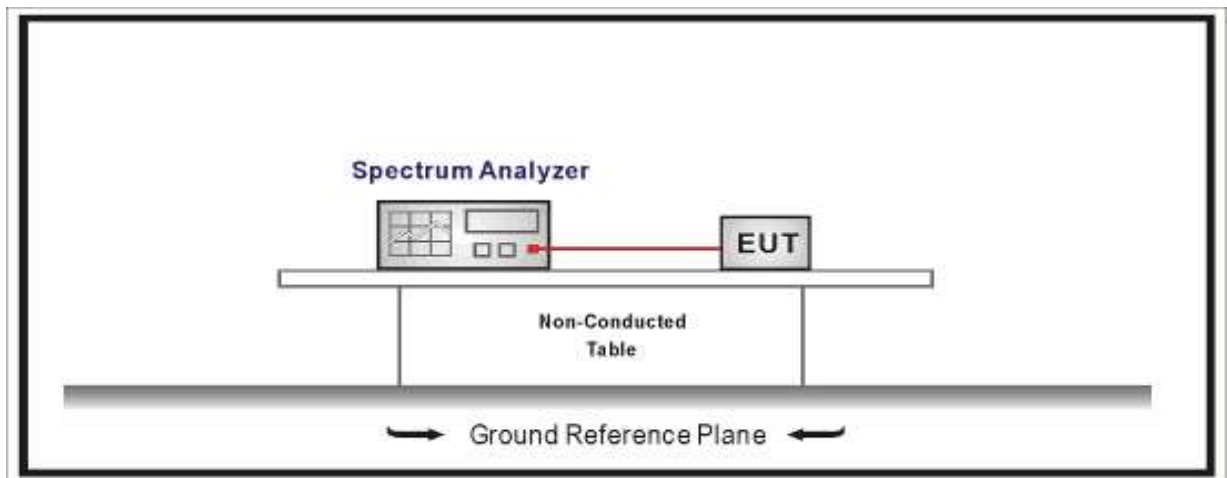 Spectrum Analyzer
EUT
Non-Conducted
Table
Ground Reference Plane